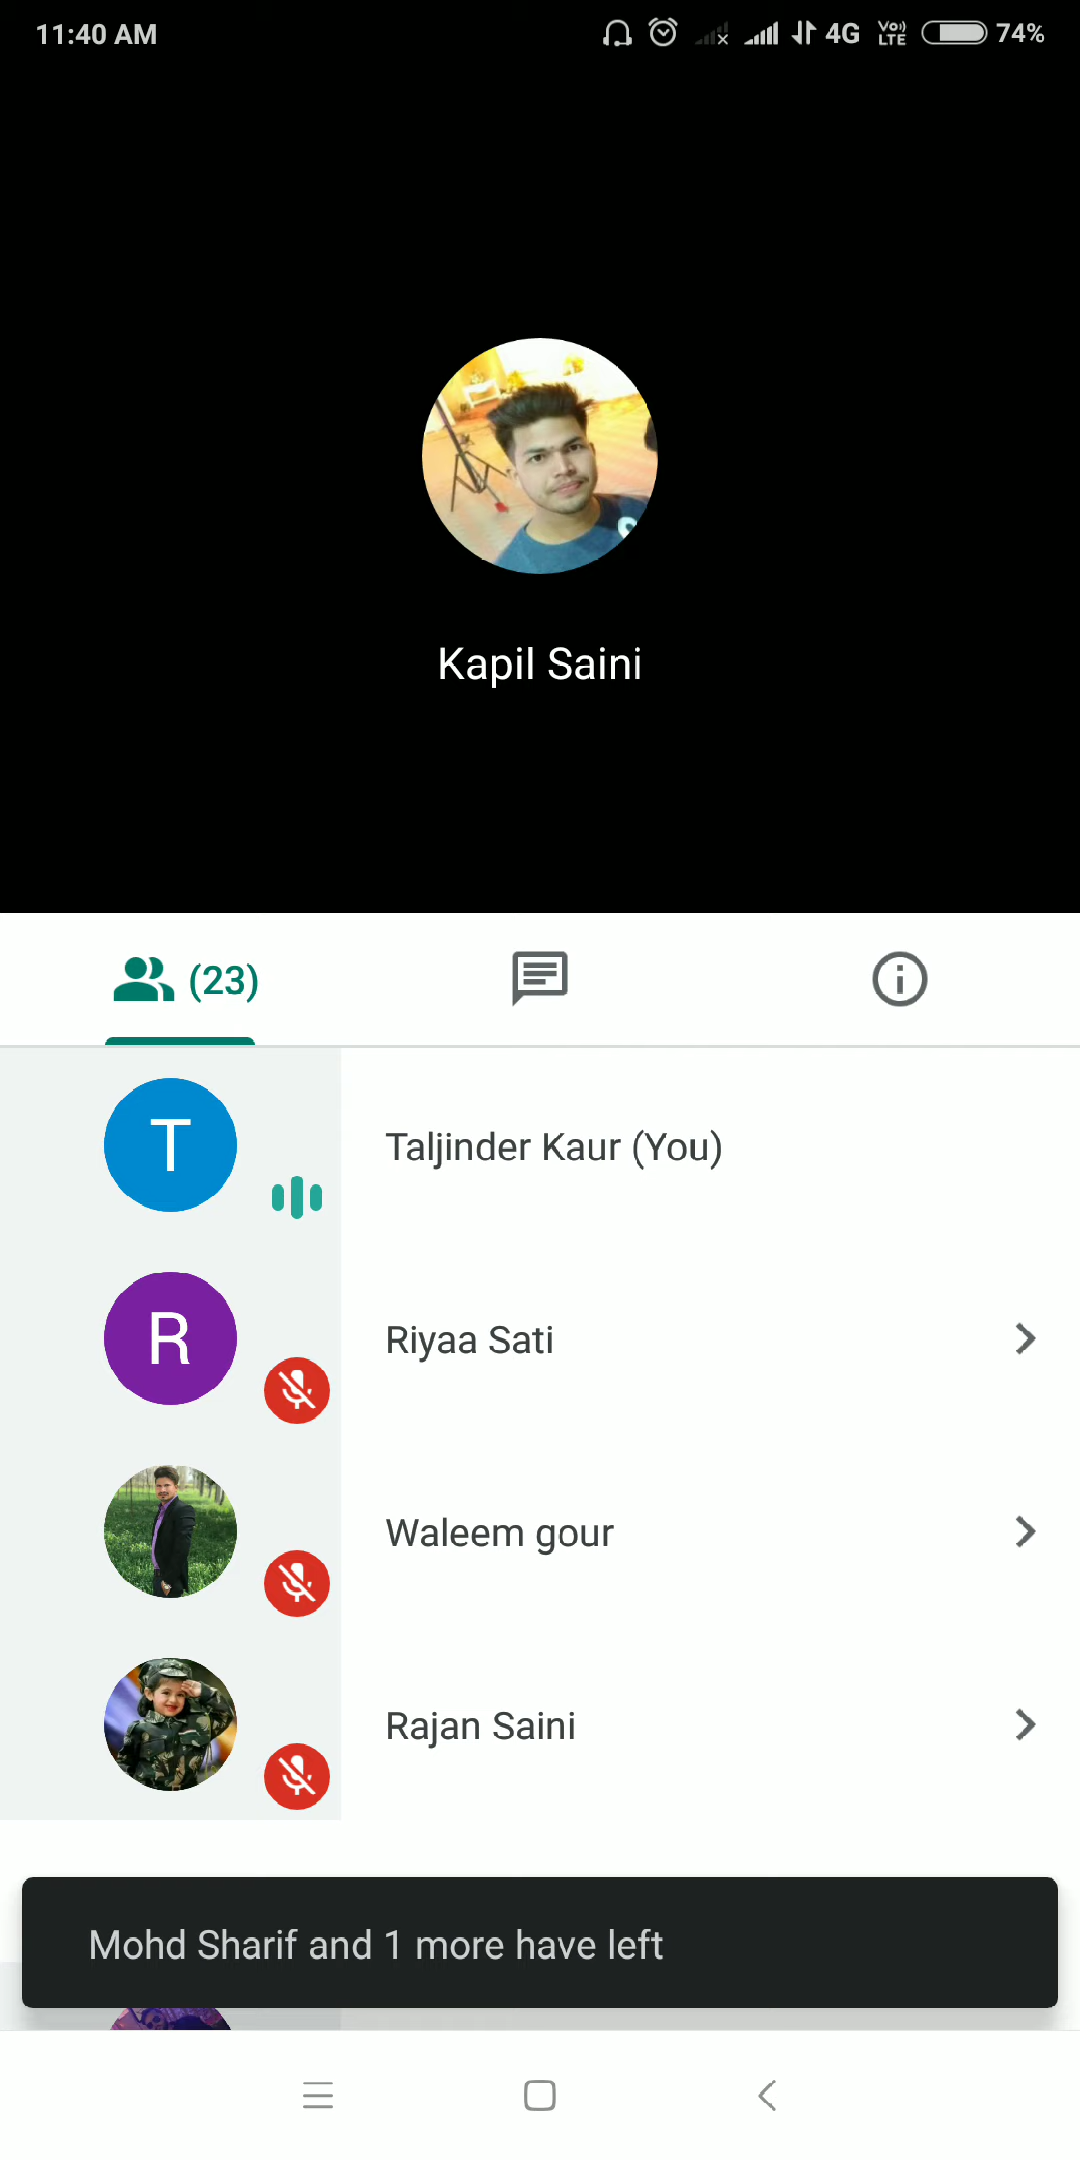 11:40 AM 4G VoLTE 74%
Kapil Saini
(23)
T
Taljinder Kaur (You)
R
Riyaa Sati
Waleem gour
Rajan Saini
Mohd Sharif and 1 more have left